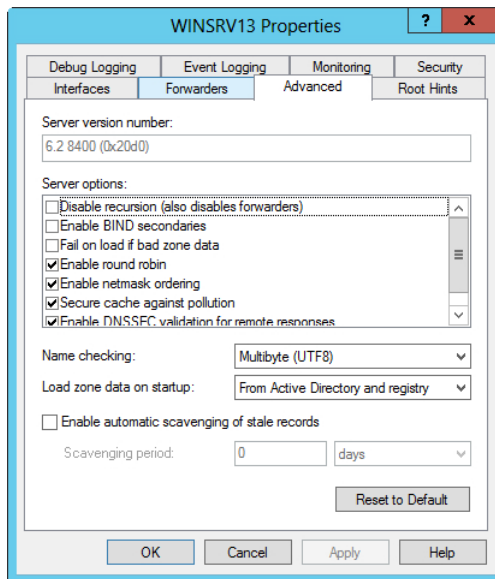 WINSRV13 Properties
?
x
Debug Logging
Event Logging
Monitoring
Security
Interfaces
Forwarders
Advanced
Root Hints
Server version number:
6.2 8400 (0x20d0)
Server options:
Disable recursion (also disables forwarders)
Enable BIND secondaries
Fail on load if bad zone data
Enable round robin
Enable netmask ordering
Secure cache against pollution
Enable DNSSEC validation for remote responses
Name checking:
Multibyte (UTF8)
Load zone data on startup:
From Active Directory and registry
Enable automatic scavenging of stale records
Scavenging period:
0
days
Reset to Default
OK
Cancel
Apply
Help